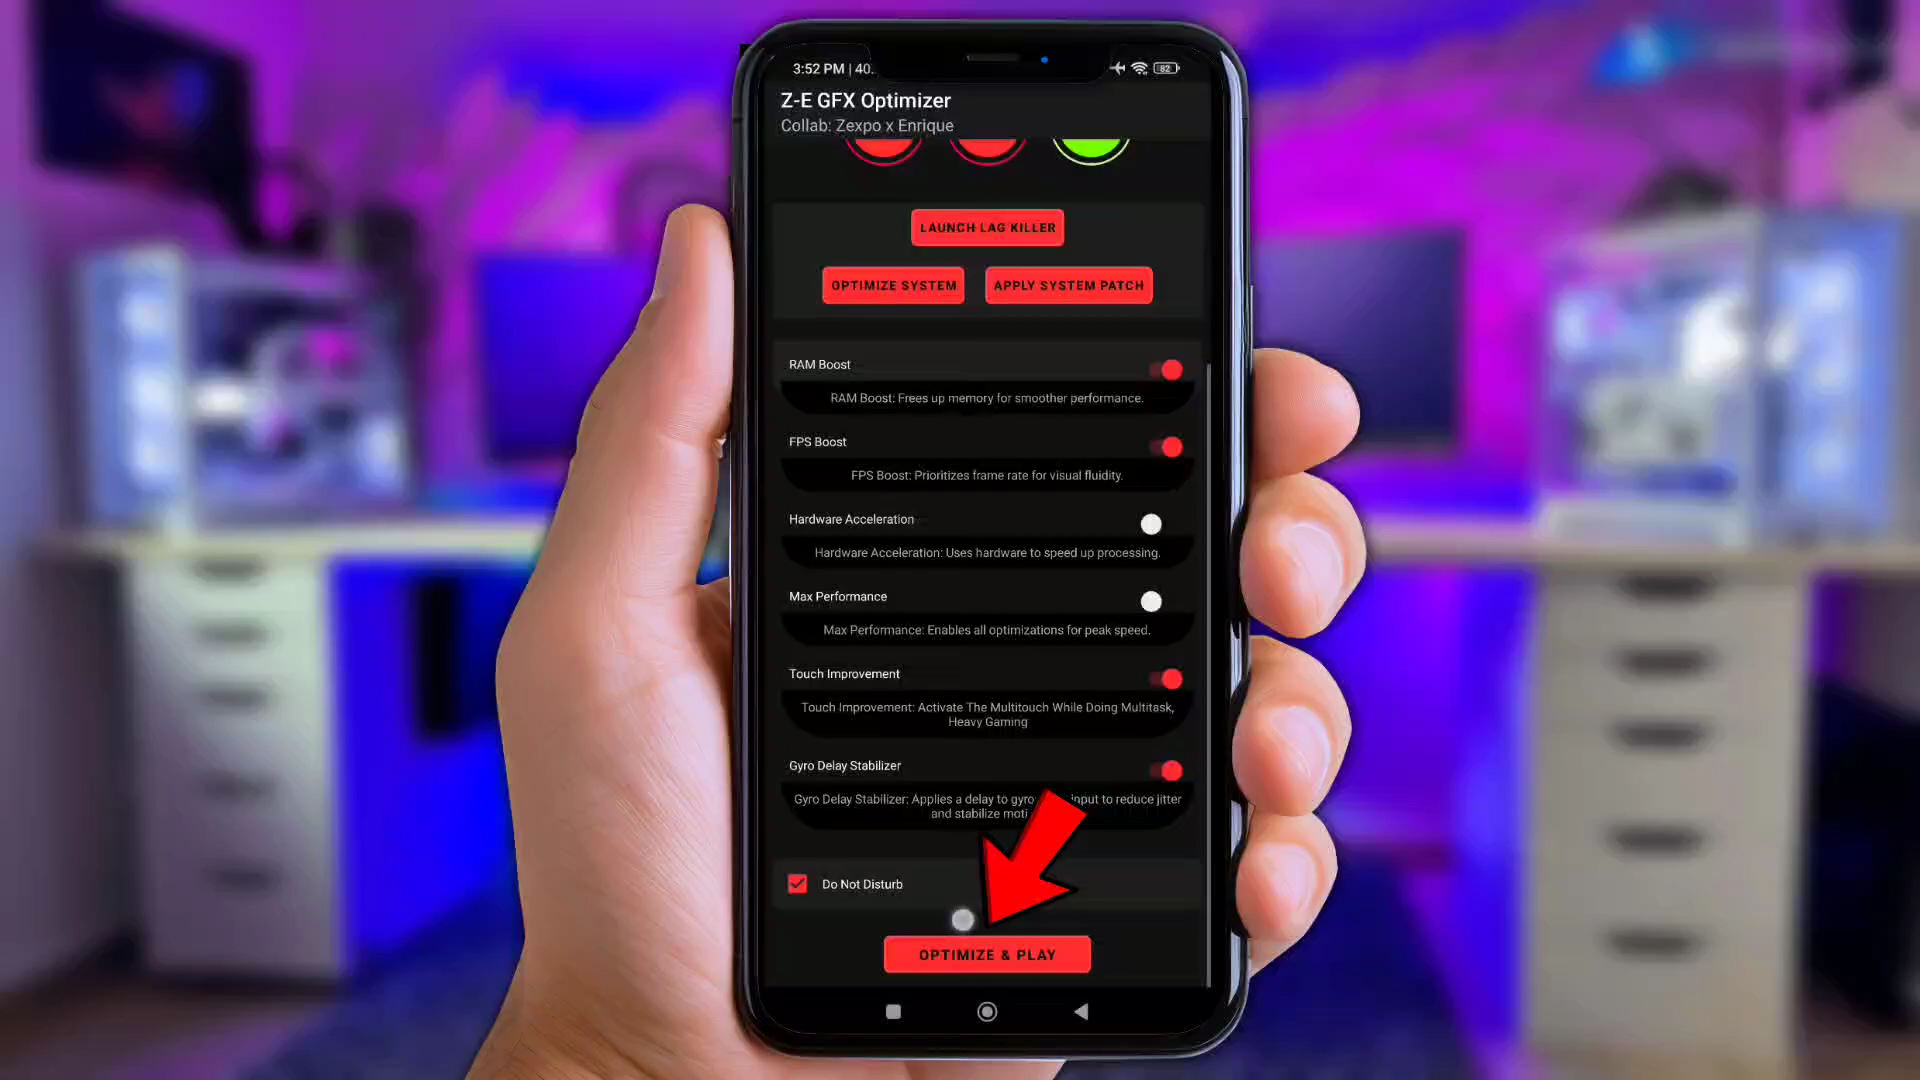 3:52 PM | 40.
82
Z-E GFX Optimizer
Collab: Zexpo x Enrique
LAUNCH LAG KILLER
OPTIMIZE SYSTEM
APPLY SYSTEM PATCH
RAM Boost
RAM Boost: Frees up memory for smoother performance.
FPS Boost
FPS Boost: Prioritizes frame rate for visual fluidity.
Hardware Acceleration
Hardware Acceleration: Uses hardware to speed up processing.
Max Performance
Max Performance: Enables all optimizations for peak speed.
Touch Improvement
Touch Improvement: Activate The Multitouch While Doing Multitask,
Heavy Gaming
Gyro Delay Stabilizer
Gyro Delay Stabilizer: Applies a delay to gyro input to reduce jitter
and stabilize moti
Do Not Disturb
OPTIMIZE & PLAY